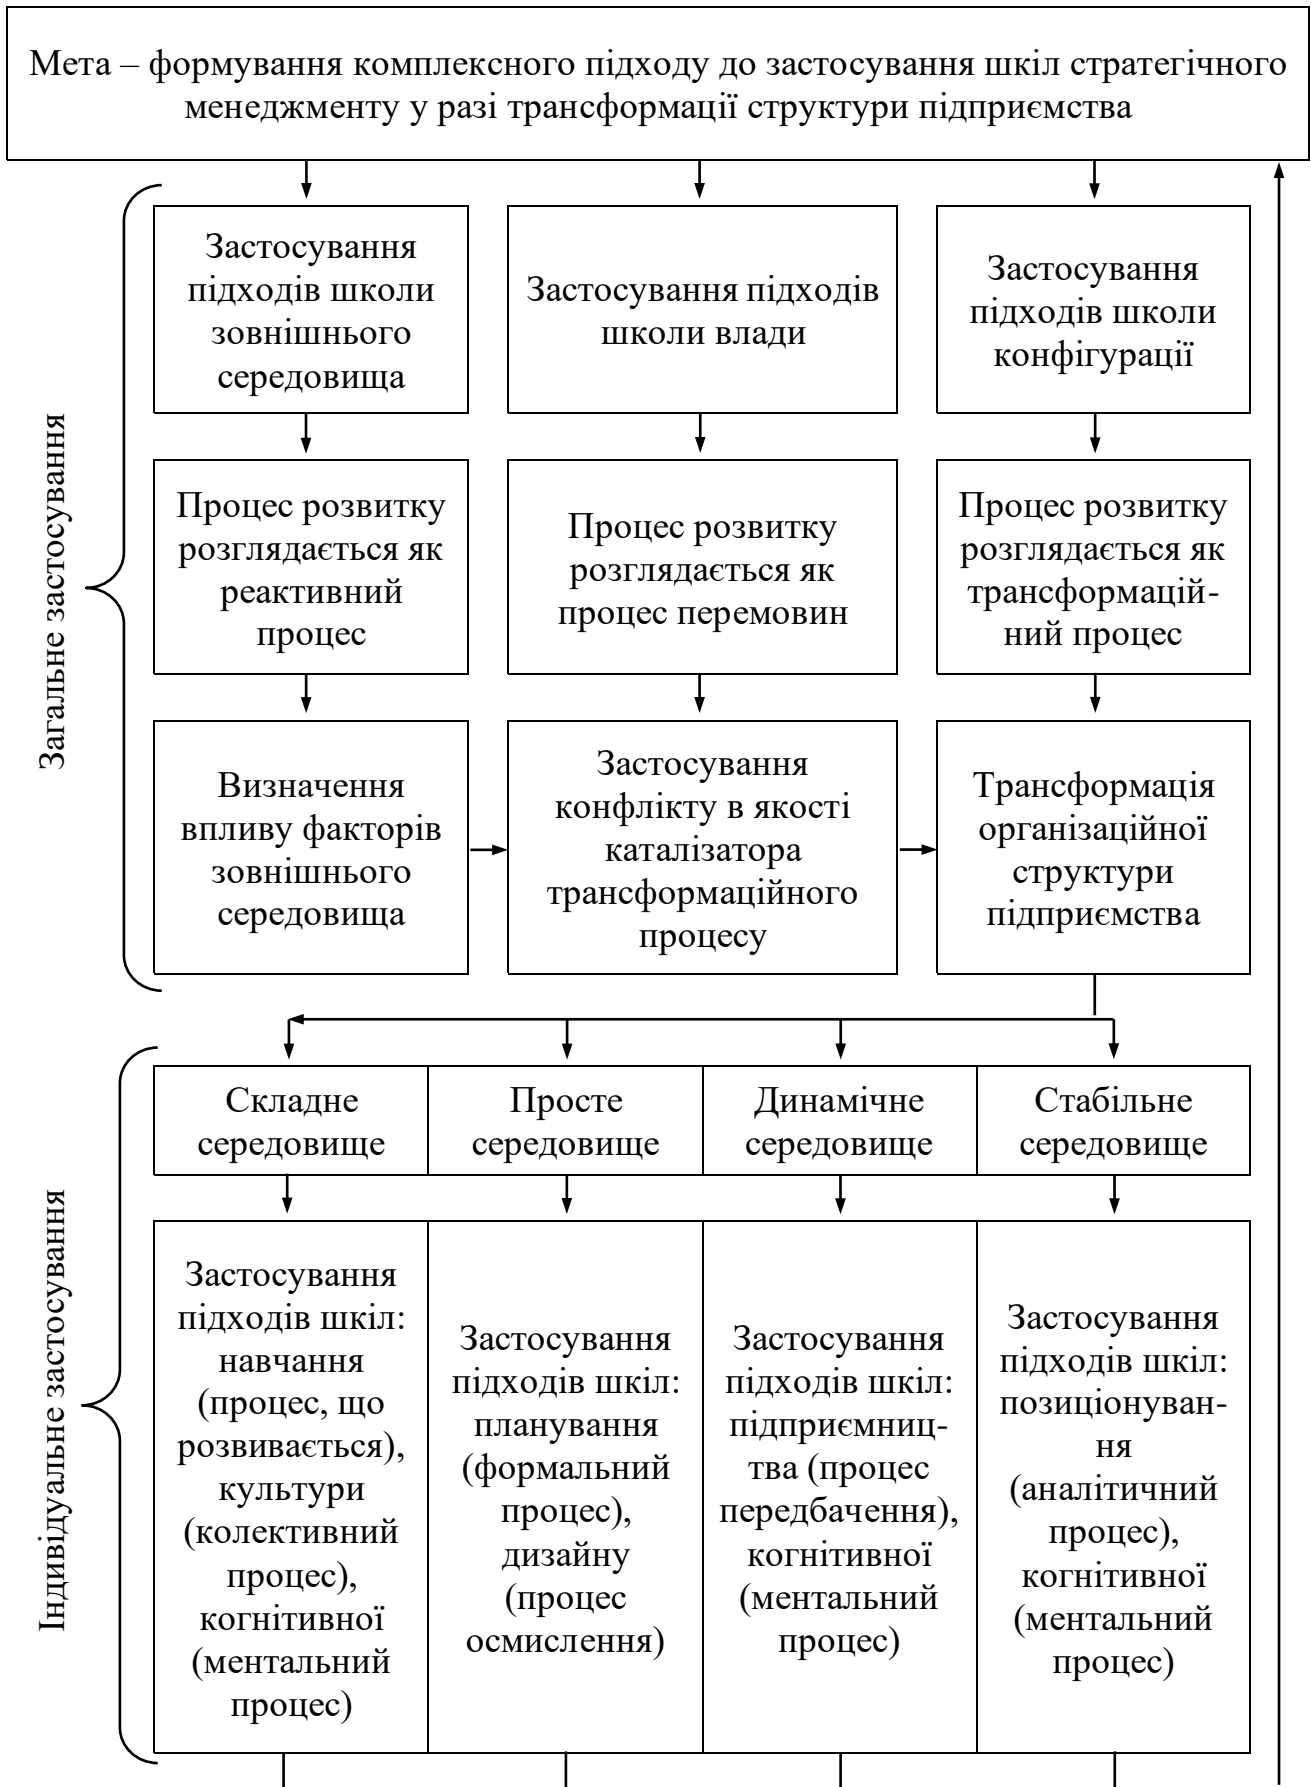 Мета – формування комплексного підходу до застосування шкіл стратегічного
менеджменту у разі трансформації структури підприємства
Загальне застосування
Застосування
підходів школи
зовнішнього
середовища
Застосування підходів
школи влади
Застосування
підходів школи
конфігурації
Процес розвитку
розглядається як
реактивний
процес
Процес розвитку
розглядається як
процес перемовин
Процес розвитку
розглядається як
трансформацій-
ний процес
Визначення
впливу факторів
зовнішнього
середовища
Застосування
конфлікту в якості
каталізатора
трансформаційного
процесу
Трансформація
організаційної
структури
підприємства
Індивідуальне застосування
Складне
середовище
Просте
середовище
Динамічне
середовище
Стабільне
середовище
Застосування
підходів шкіл:
навчання
(процес, що
розвивається),
культури
(колективний
процес),
когнітивної
(ментальний
процес)
Застосування
підходів шкіл:
планування
(формальний
процес),
дизайну
(процес
осмислення)
Застосування
підходів шкіл:
підприємниц-
тва (процес
передбачення),
когнітивної
(ментальний
процес)
Застосування
підходів шкіл:
позиціонуван-
ня
(аналітичний
процес),
когнітивної
(ментальний
процес)